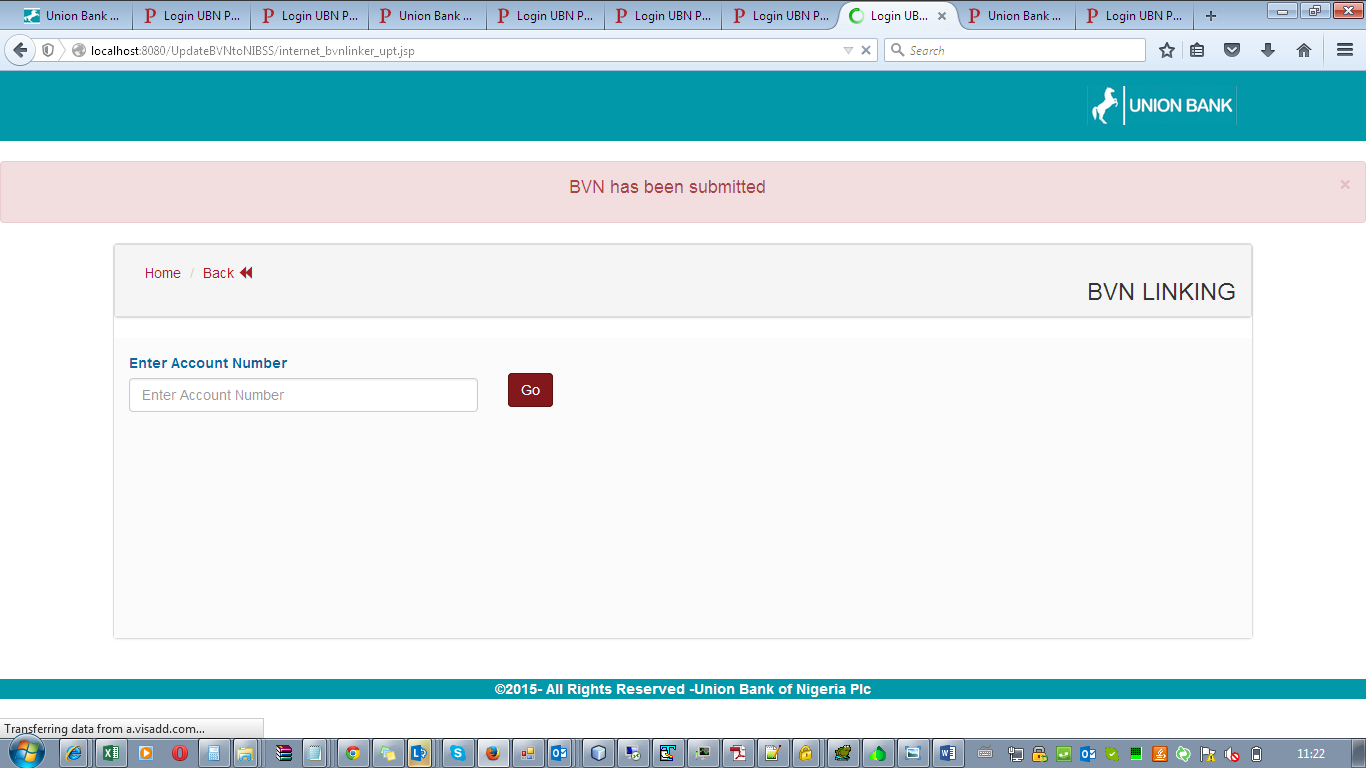 Union Bank ...
Login UBN P...
Login UBN P...
Union Bank ...
Login UBN P...
Login UBN P...
Login UBN P...
Login UB...
Union Bank ...
Login UBN P...
localhost:8080/UpdateBVNtoNIBSS/internet_bvnlinker_upt.jsp
Search
UNION BANK
BVN has been submitted
×
Home / Back
BVN LINKING
Enter Account Number
Enter Account Number
Go
©2015- All Rights Reserved -Union Bank of Nigeria Plc
Transferring data from a.visadd.com...
11:22